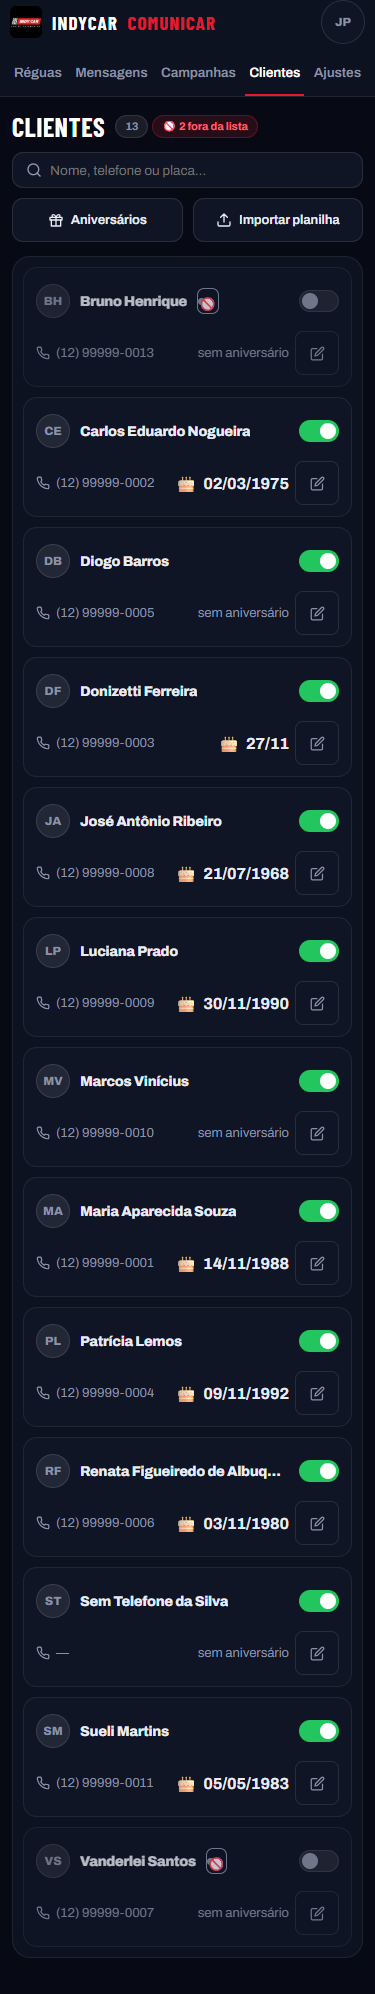 INDYCAR COMUNICAR
JP
Réguas Mensagens Campanhas Clientes Ajustes
CLIENTES 13 2 fora da lista
Nome, telefone ou placa...
Aniversários Importar planilha
BH Bruno Henrique
(12) 99999-0013 sem aniversário
CE Carlos Eduardo Nogueira
(12) 99999-0002 02/03/1975
DB Diogo Barros
(12) 99999-0005 sem aniversário
DF Donizetti Ferreira
(12) 99999-0003 27/11
JA José Antônio Ribeiro
(12) 99999-0008 21/07/1968
LP Luciana Prado
(12) 99999-0009 30/11/1990
MV Marcos Vinícius
(12) 99999-0010 sem aniversário
MA Maria Aparecida Souza
(12) 99999-0001 14/11/1988
PL Patrícia Lemos
(12) 99999-0004 09/11/1992
RF Renata Figueiredo de Albuq...
(12) 99999-0006 03/11/1980
ST Sem Telefone da Silva
— sem aniversário
SM Sueli Martins
(12) 99999-0011 05/05/1983
VS Vanderlei Santos
(12) 99999-0007 sem aniversário